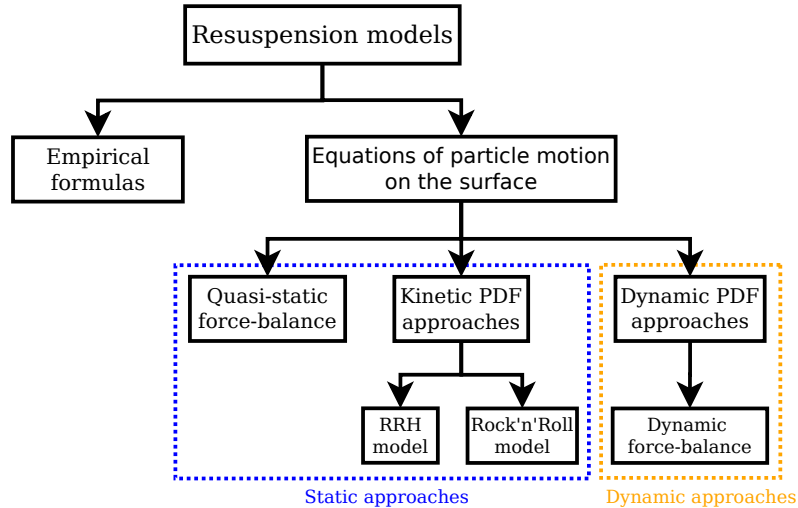 Resuspension models
Empirical
formulas
Equations of particle motion
on the surface
Quasi-static
force-balance
Kinetic PDF
approaches
Dynamic PDF
approaches
RRH
model
Rock'n'Roll
model
Dynamic
force-balance
Static approaches
Dynamic approaches